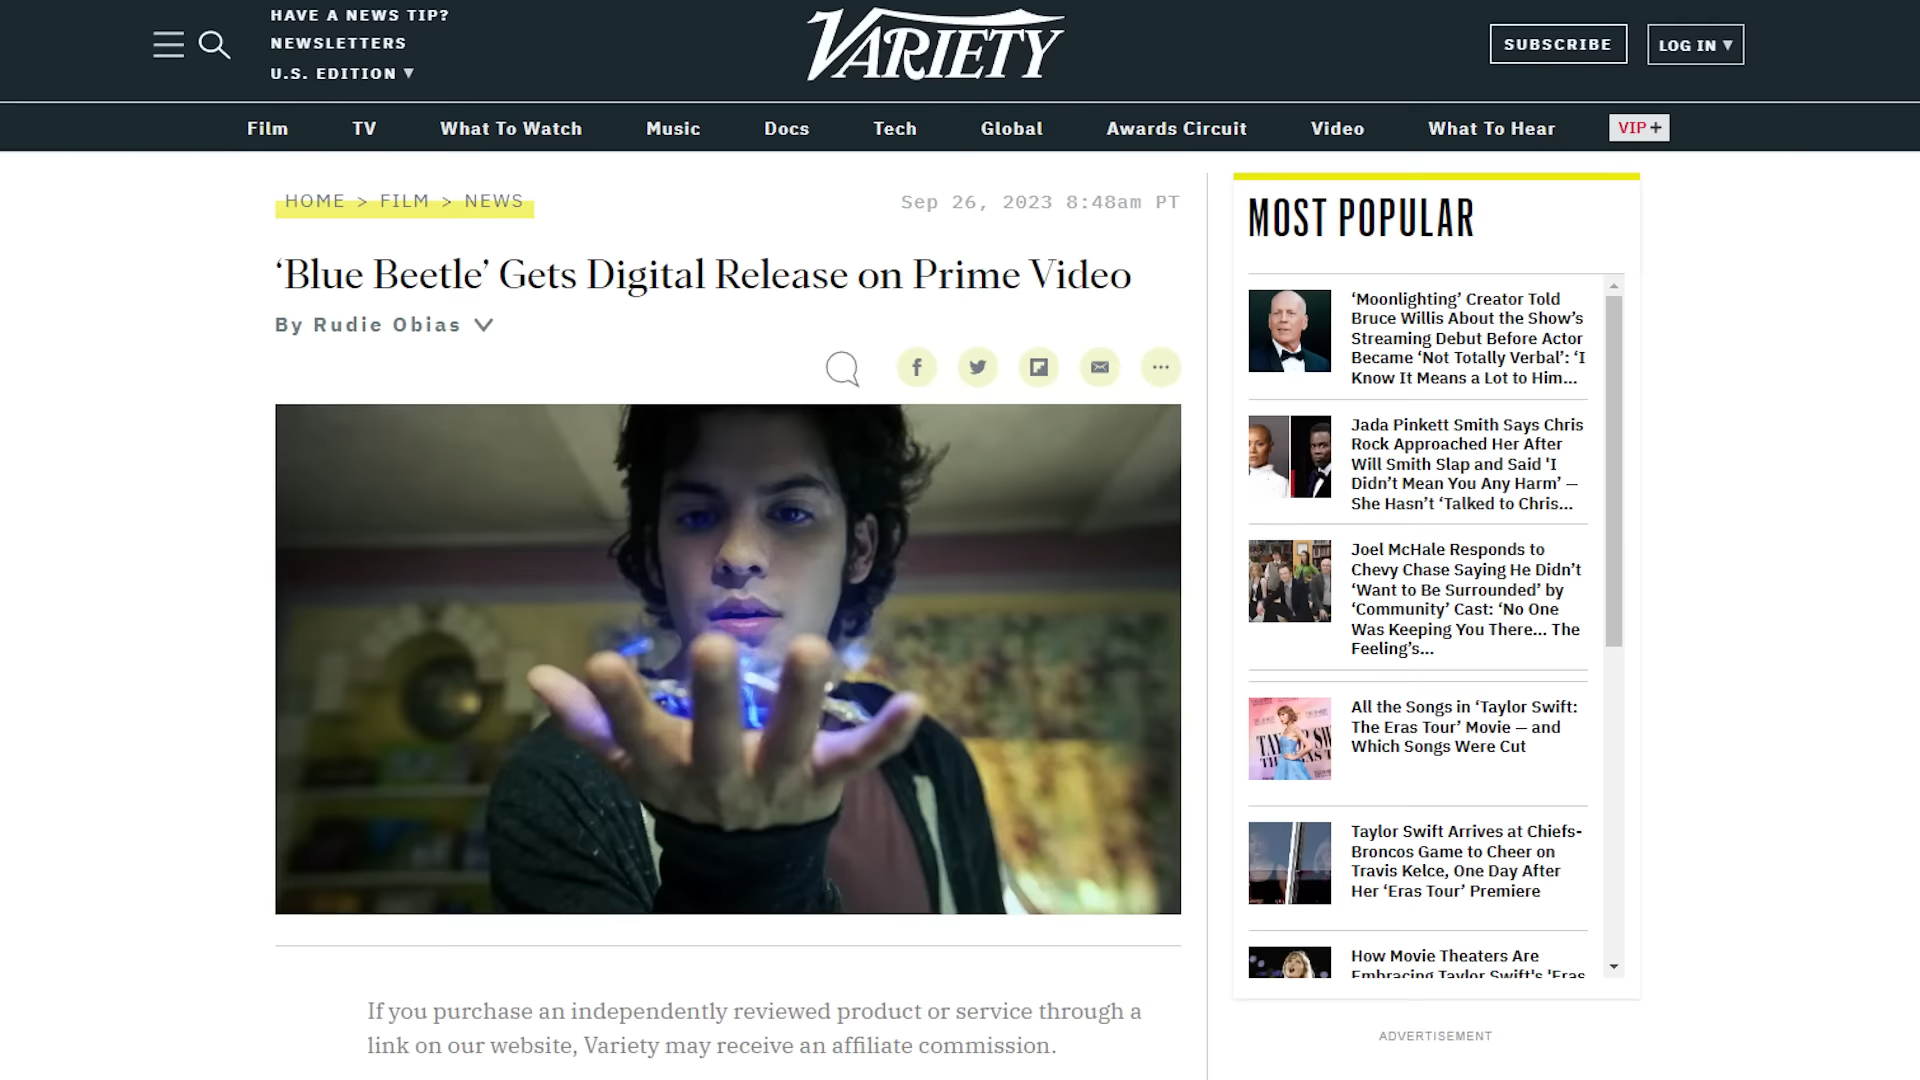 HAVE A NEWS TIP?
NEWSLETTERS
U.S. EDITION ▼
VARIETY
SUBSCRIBE
LOG IN ▼
Film TV What To Watch Music Docs Tech Global Awards Circuit Video What To Hear VIP+
HOME > FILM > NEWS
Sep 26, 2023 8:48am PT
‘Blue Beetle’ Gets Digital Release on Prime Video
By Rudie Obias
If you purchase an independently reviewed product or service through a
link on our website, Variety may receive an affiliate commission.
MOST POPULAR
‘Moonlighting’ Creator Told
Bruce Willis About the Show’s
Streaming Debut Before Actor
Became ‘Not Totally Verbal’: ‘I
Know It Means a Lot to Him...
Jada Pinkett Smith Says Chris
Rock Approached Her After
Will Smith Slap and Said 'I
Didn’t Mean You Any Harm’ —
She Hasn’t ‘Talked to Chris...
Joel McHale Responds to
Chevy Chase Saying He Didn’t
‘Want to Be Surrounded’ by
‘Community’ Cast: ‘No One
Was Keeping You There... The
Feeling’s...
All the Songs in ‘Taylor Swift:
The Eras Tour’ Movie — and
Which Songs Were Cut
Taylor Swift Arrives at Chiefs-
Broncos Game to Cheer on
Travis Kelce, One Day After
Her ‘Eras Tour’ Premiere
How Movie Theaters Are
Embracing Taylor Swift's 'Eras
ADVERTISEMENT